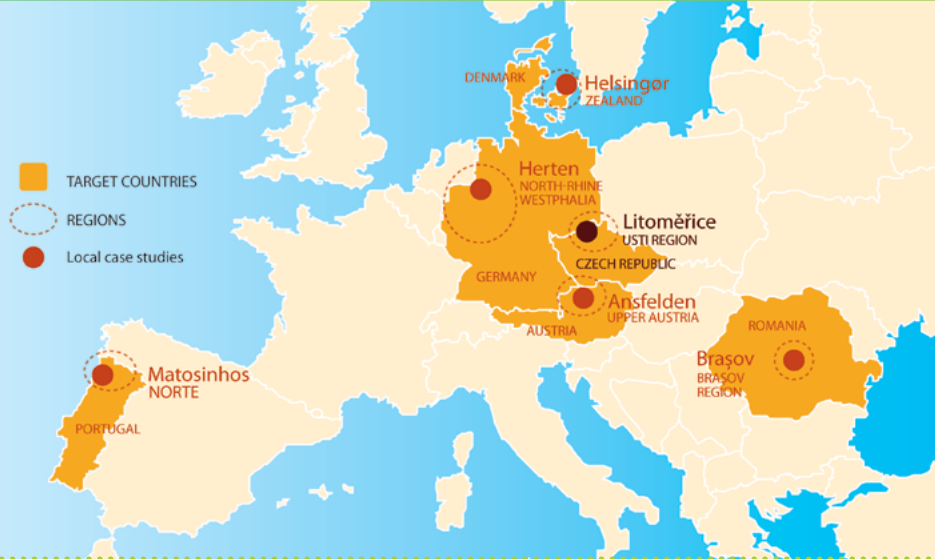 DENMARK
Helsingør
ZEALAND
TARGET COUNTRIES
REGIONS
Local case studies
Herten
NORTH-RHINE
WESTPHALIA
Litoměřice
USTI REGION
CZECH REPUBLIC
GERMANY
Ansfelden
UPPER AUSTRIA
AUSTRIA
ROMANIA
Brașov
BRAȘOV
REGION
Matosinhos
NORTE
PORTUGAL